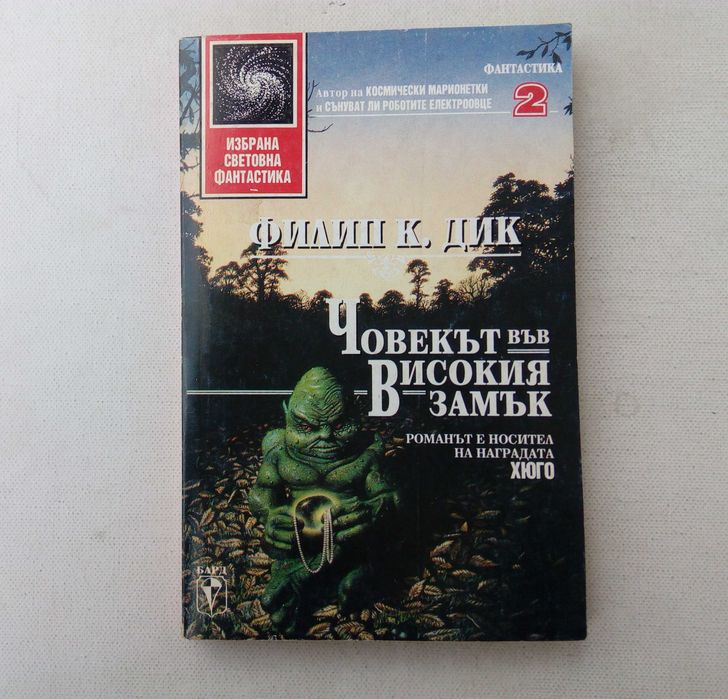 ИЗБРАНА
СВЕТОВНА
ФАНТАСТИКА
ФАНТАСТИКА
2
Автор на КОСМИЧЕСКИ МАРИОНЕТКИ
и СЪНУВАТ ЛИ РОБОТИТЕ ЕЛЕКТРООВЦЕ
ФИЛИП К. ДИК
ЧОВЕКЪТ ВЪВ
ВИСОКИЯ
ЗАМЪК
РОМАНЪТ Е НОСИТЕЛ
НА НАГРАДАТА
ХЮГО
БАРД